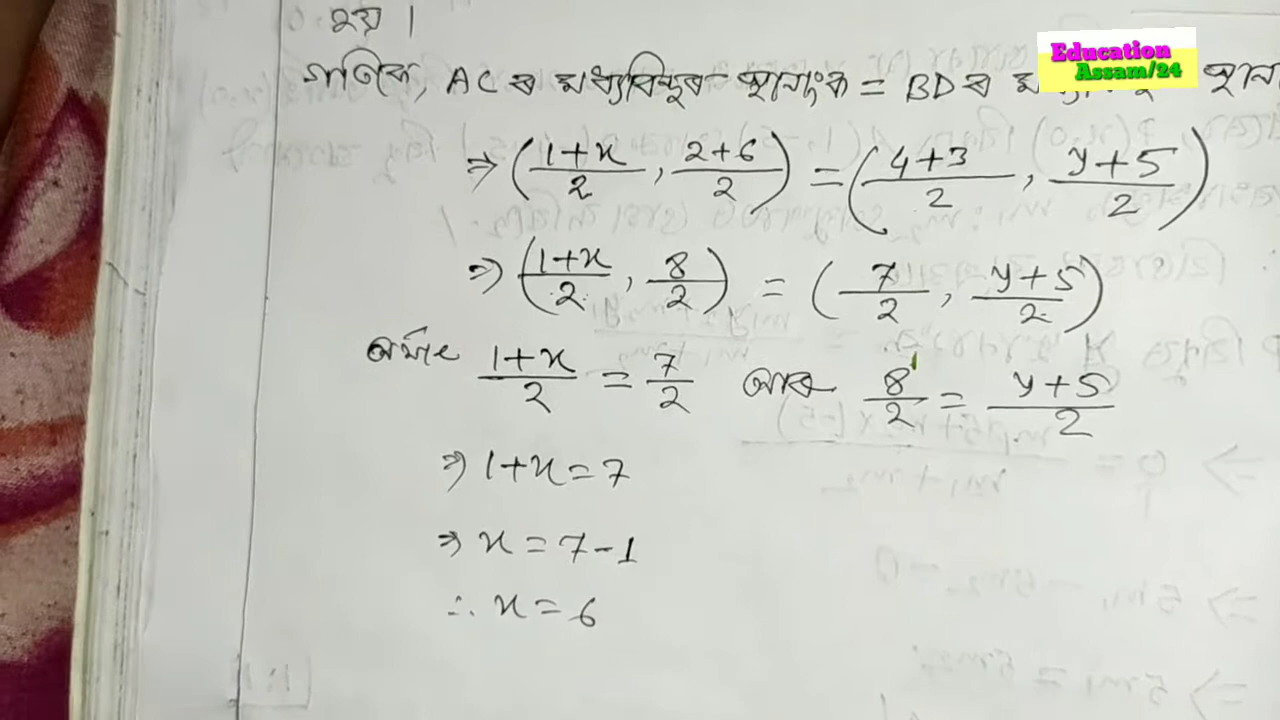 হয়।
Education
Assam/24
গতিকে, AC ৰ মধ্যবিন্দুৰ স্থানাংক = BD ৰ
⇒ (1+x/2, 2+6/2) = (4+3/2, y+5/2)
⇒ (1+x/2, 8/2) = (7/2, y+5/2)
অৰ্থাৎ 1+x/2 = 7/2 আৰু 8/2 = y+5/2
⇒ 1+x = 7
⇒ x = 7-1
∴ x = 6